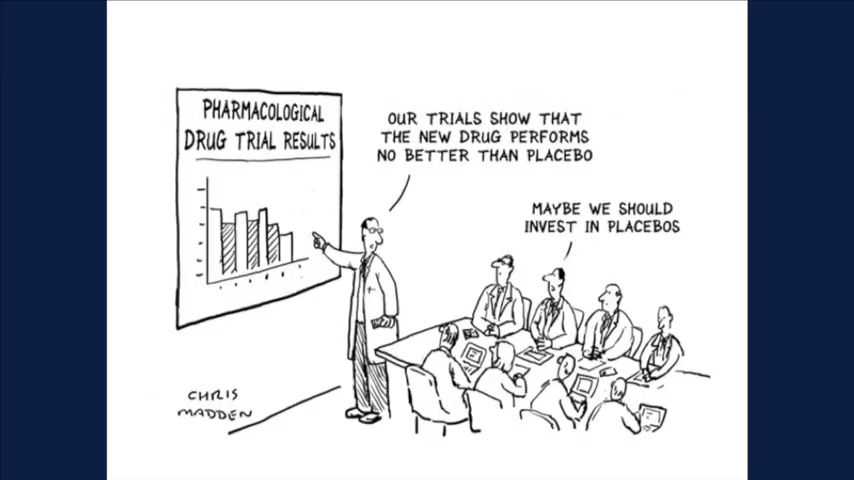 PHARMACOLOGICAL
DRUG TRIAL RESULTS
OUR TRIALS SHOW THAT
THE NEW DRUG PERFORMS
NO BETTER THAN PLACEBO
MAYBE WE SHOULD
INVEST IN PLACEBOS
CHRIS
MADDEN